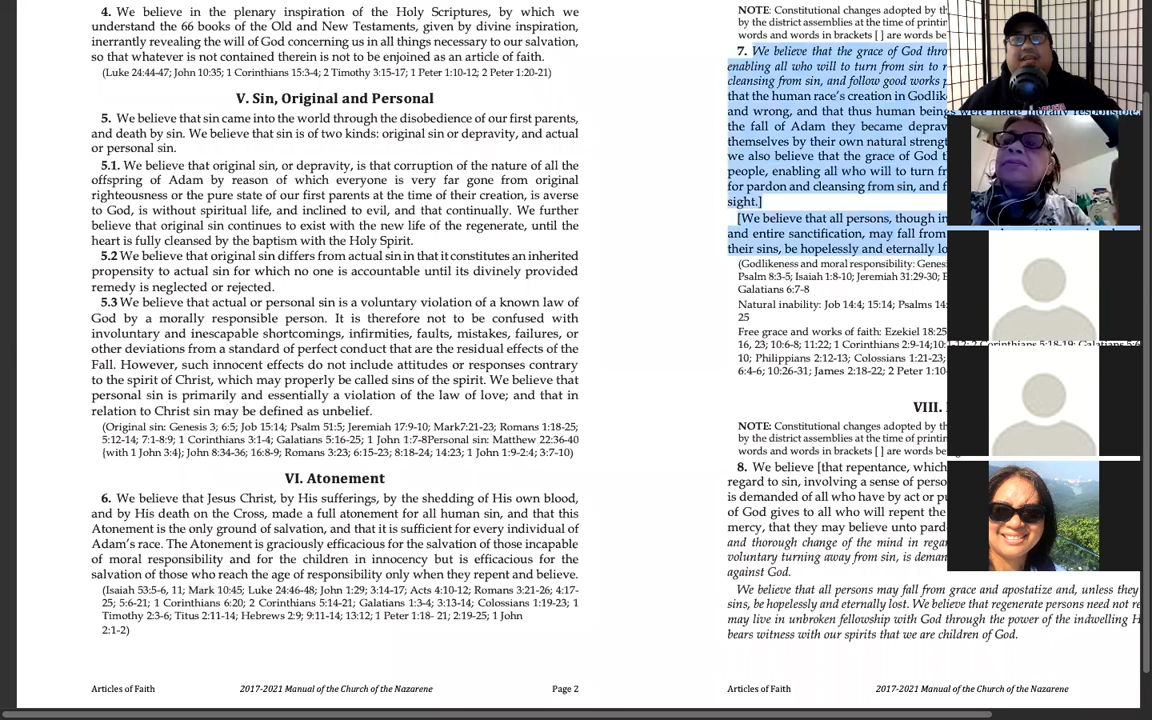 4. We believe in the plenary inspiration of the Holy Scriptures, by which we
understand the 66 books of the Old and New Testaments, given by divine inspiration,
inerrantly revealing the will of God concerning us in all things necessary to our salvation,
so that whatever is not contained therein is not to be enjoined as an article of faith.
(Luke 24:44-47; John 10:35; 1 Corinthians 15:3-4; 2 Timothy 3:15-17; 1 Peter 1:10-12; 2 Peter 1:20-21)
V. Sin, Original and Personal
5. We believe that sin came into the world through the disobedience of our first parents,
and death by sin. We believe that sin is of two kinds: original sin or depravity, and actual
or personal sin.
5.1. We believe that original sin, or depravity, is that corruption of the nature of all the
offspring of Adam by reason of which everyone is very far gone from original
righteousness or the pure state of our first parents at the time of their creation, is averse
to God, is without spiritual life, and inclined to evil, and that continually. We further
believe that original sin continues to exist with the new life of the regenerate, until the
heart is fully cleansed by the baptism with the Holy Spirit.
5.2 We believe that original sin differs from actual sin in that it constitutes an inherited
propensity to actual sin for which no one is accountable until its divinely provided
remedy is neglected or rejected.
5.3 We believe that actual or personal sin is a voluntary violation of a known law of
God by a morally responsible person. It is therefore not to be confused with
involuntary and inescapable shortcomings, infirmities, faults, mistakes, failures, or
other deviations from a standard of perfect conduct that are the residual effects of the
Fall. However, such innocent effects do not include attitudes or responses contrary
to the spirit of Christ, which may properly be called sins of the spirit. We believe that
personal sin is primarily and essentially a violation of the law of love; and that in
relation to Christ sin may be defined as unbelief.
(Original sin: Genesis 3; 6:5; Job 15:14; Psalm 51:5; Jeremiah 17:9-10; Mark7:21-23; Romans 1:18-25;
5:12-14; 7:1-8:9; 1 Corinthians 3:1-4; Galatians 5:16-25; 1 John 1:7-8Personal sin: Matthew 22:36-40
{with 1 John 3:4}; John 8:34-36; 16:8-9; Romans 3:23; 6:15-23; 8:18-24; 14:23; 1 John 1:9-2:4; 3:7-10)
VI. Atonement
6. We believe that Jesus Christ, by His sufferings, by the shedding of His own blood,
and by His death on the Cross, made a full atonement for all human sin, and that this
Atonement is the only ground of salvation, and that it is sufficient for every individual of
Adam's race. The Atonement is graciously efficacious for the salvation of those incapable
of moral responsibility and for the children in innocency but is efficacious for the
salvation of those who reach the age of responsibility only when they repent and believe.
(Isaiah 53:5-6, 11; Mark 10:45; Luke 24:46-48; John 1:29; 3:14-17; Acts 4:10-12; Romans 3:21-26; 4:17-
25; 5:6-21; 1 Corinthians 6:20; 2 Corinthians 5:14-21; Galatians 1:3-4; 3:13-14; Colossians 1:19-23; 1
Timothy 2:3-6; Titus 2:11-14; Hebrews 2:9; 9:11-14; 13:12; 1 Peter 1:18- 21; 2:19-25; 1 John
2:1-2)
Articles of Faith 2017-2021 Manual of the Church of the Nazarene Page 2
NOTE: Constitutional changes adopted by th
by the district assemblies at the time of printin
words and words in brackets [ ] are words be
7. We believe that the grace of God thro
enabling all who will to turn from sin to r
cleansing from sin, and follow good works p
that the human race's creation in Godlik
and wrong, and that thus human beings were made morally responsible;
the fall of Adam they became deprav
themselves by their own natural strengt
we also believe that the grace of God t
people, enabling all who will to turn fr
for pardon and cleansing from sin, and f
sight.]
[We believe that all persons, though in
and entire sanctification, may fall from
their sins, be hopelessly and eternally lo
(Godlikeness and moral responsibility: Genes
Psalm 8:3-5; Isaiah 1:8-10; Jeremiah 31:29-30; E
Galatians 6:7-8
Natural inability: Job 14:4; 15:14; Psalms 14:
25
Free grace and works of faith: Ezekiel 18:25
16, 23; 10:6-8; 11:22; 1 Corinthians 2:9-14;10: 2 Corinthians 5:18-19; Galatians 5:6
10; Philippians 2:12-13; Colossians 1:21-23;
6:4-6; 10:26-31; James 2:18-22; 2 Peter 1:10-
VIII.
NOTE: Constitutional changes adopted by th
by the district assemblies at the time of printin
words and words in brackets [ ] are words be
8. We believe [that repentance, which
regard to sin, involving a sense of perso
is demanded of all who have by act or pu
of God gives to all who will repent the
mercy, that they may believe unto pard
and thorough change of the mind in regar
voluntary turning away from sin, is deman
against God.
We believe that all persons may fall from grace and apostatize and, unless they
sins, be hopelessly and eternally lost. We believe that regenerate persons need not re
may live in unbroken fellowship with God through the power of the indwelling H
bears witness with our spirits that we are children of God.
Articles of Faith 2017-2021 Manual of the Church of the Nazarene